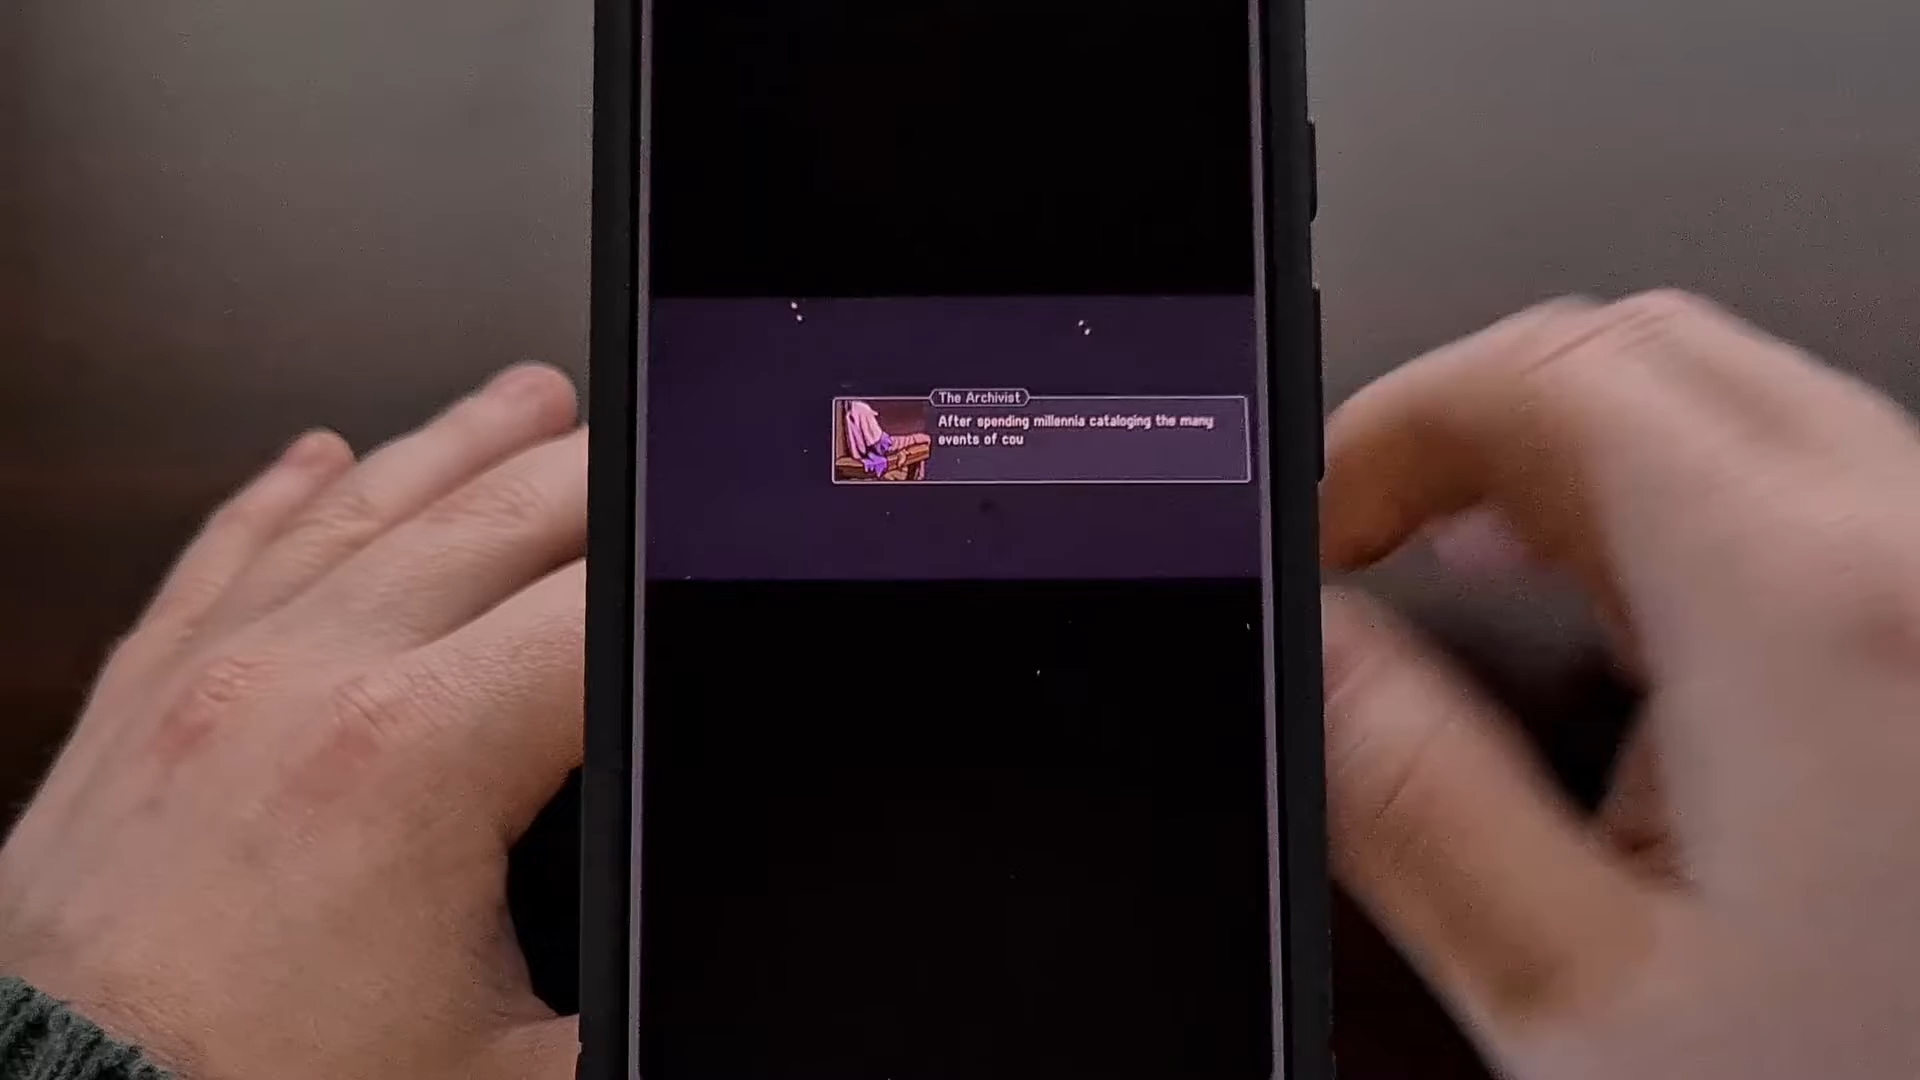 The Archivist
After spending millennia cataloging the many
events of cou